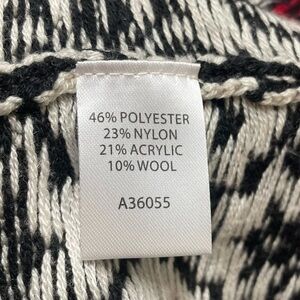 46% POLYESTER
23% NYLON
21% ACRYLIC
10% WOOL
A36055